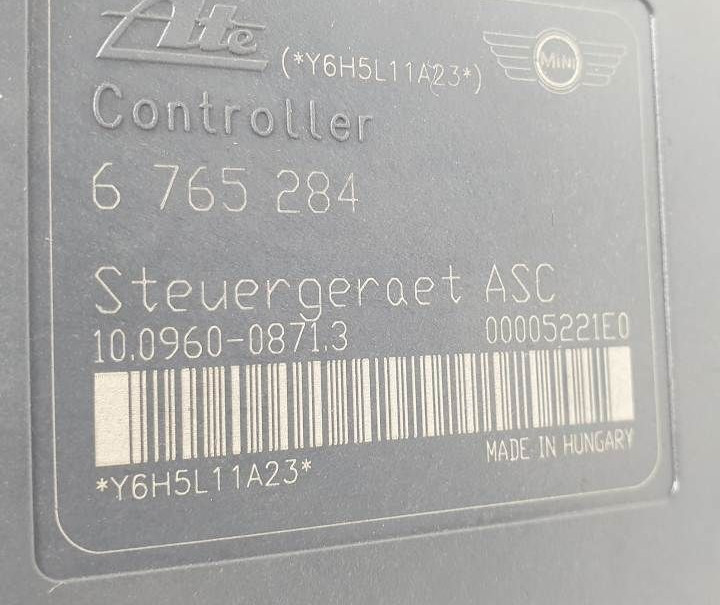 Ate (*Y6H5L11A23*) MINI
Controller
6 765 284
Steuergeraet ASC
10.0960-0871.3 00005221E0
MADE IN HUNGARY
*Y6H5L11A23*